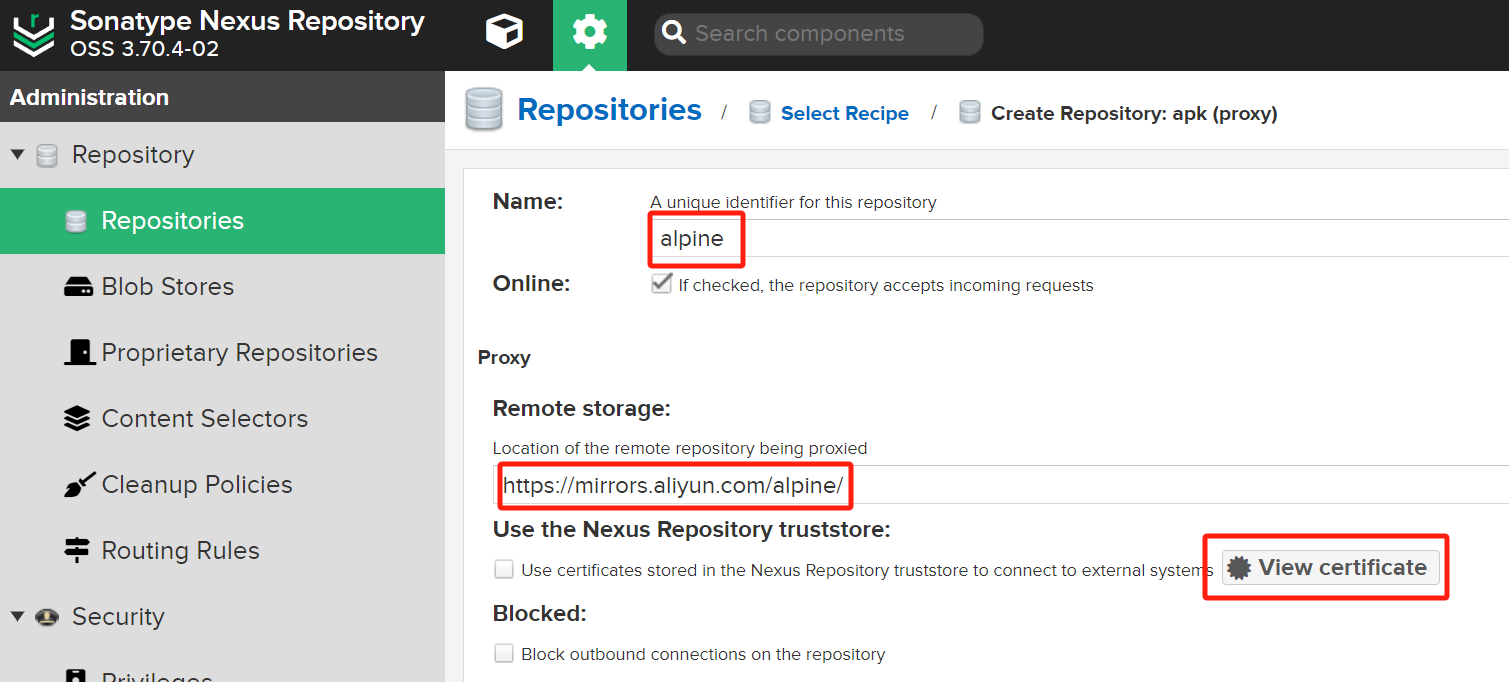 Sonatype Nexus Repository
OSS 3.70.4-02
Search components
Administration
Repositories / Select Recipe / Create Repository: apk (proxy)
Repository
Repositories
Blob Stores
Proprietary Repositories
Content Selectors
Cleanup Policies
Routing Rules
Security
Privileges
Name:
A unique identifier for this repository
alpine
Online:
If checked, the repository accepts incoming requests
Proxy
Remote storage:
Location of the remote repository being proxied
https://mirrors.aliyun.com/alpine/
Use the Nexus Repository truststore:
Use certificates stored in the Nexus Repository truststore to connect to external systems
View certificate
Blocked:
Block outbound connections on the repository